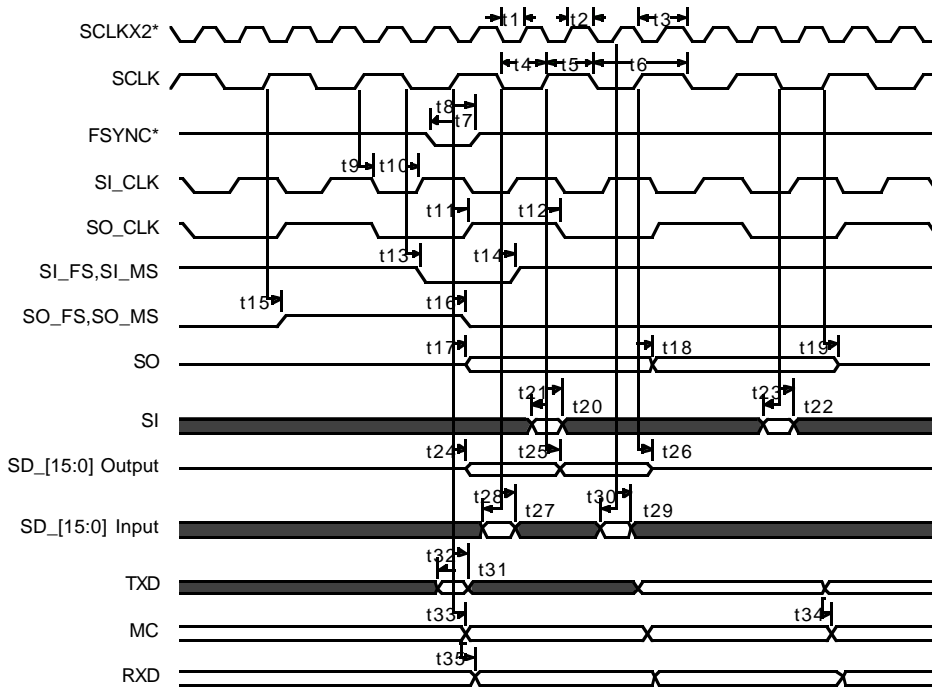 t1 t2 t3
SCLKX2*
t4 t5 t6
SCLK
t8
t7
FSYNC*
t9 t10
SI_CLK
t11 t12
SO_CLK
t13 t14
SI_FS,SI_MS
t15 t16
SO_FS,SO_MS
t17 t18 t19
SO
t21 t23
t20 t22
SI
t24 t25 t26
SD_[15:0] Output
t28 t30
t27 t29
SD_[15:0] Input
t32
t31
TXD
t33 t34
MC
t35
RXD